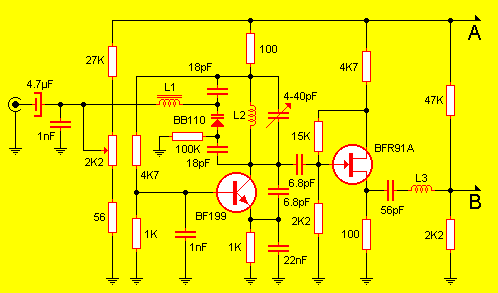 A
27K
18pF
100
4K7
4.7µF
L1
4-40pF
47K
BB110
L2
1nF
15K
BFR91A
100K
2K2
18pF
L3
4K7
6.8pF
BF199
6.8pF
56pF
B
56
2K2
1K
1nF
1K
22nF
100
2K2